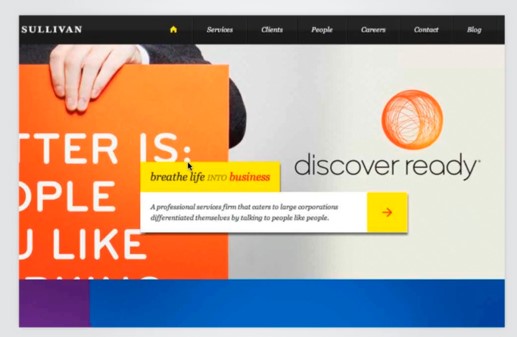 SULLIVAN
Services
Clients
People
Careers
Contact
Blog
TTER IS:
OPLE
U LIKE
breathe life INTO business
discover ready
A professional services firm that caters to large corporations
differentiated themselves by talking to people like people.